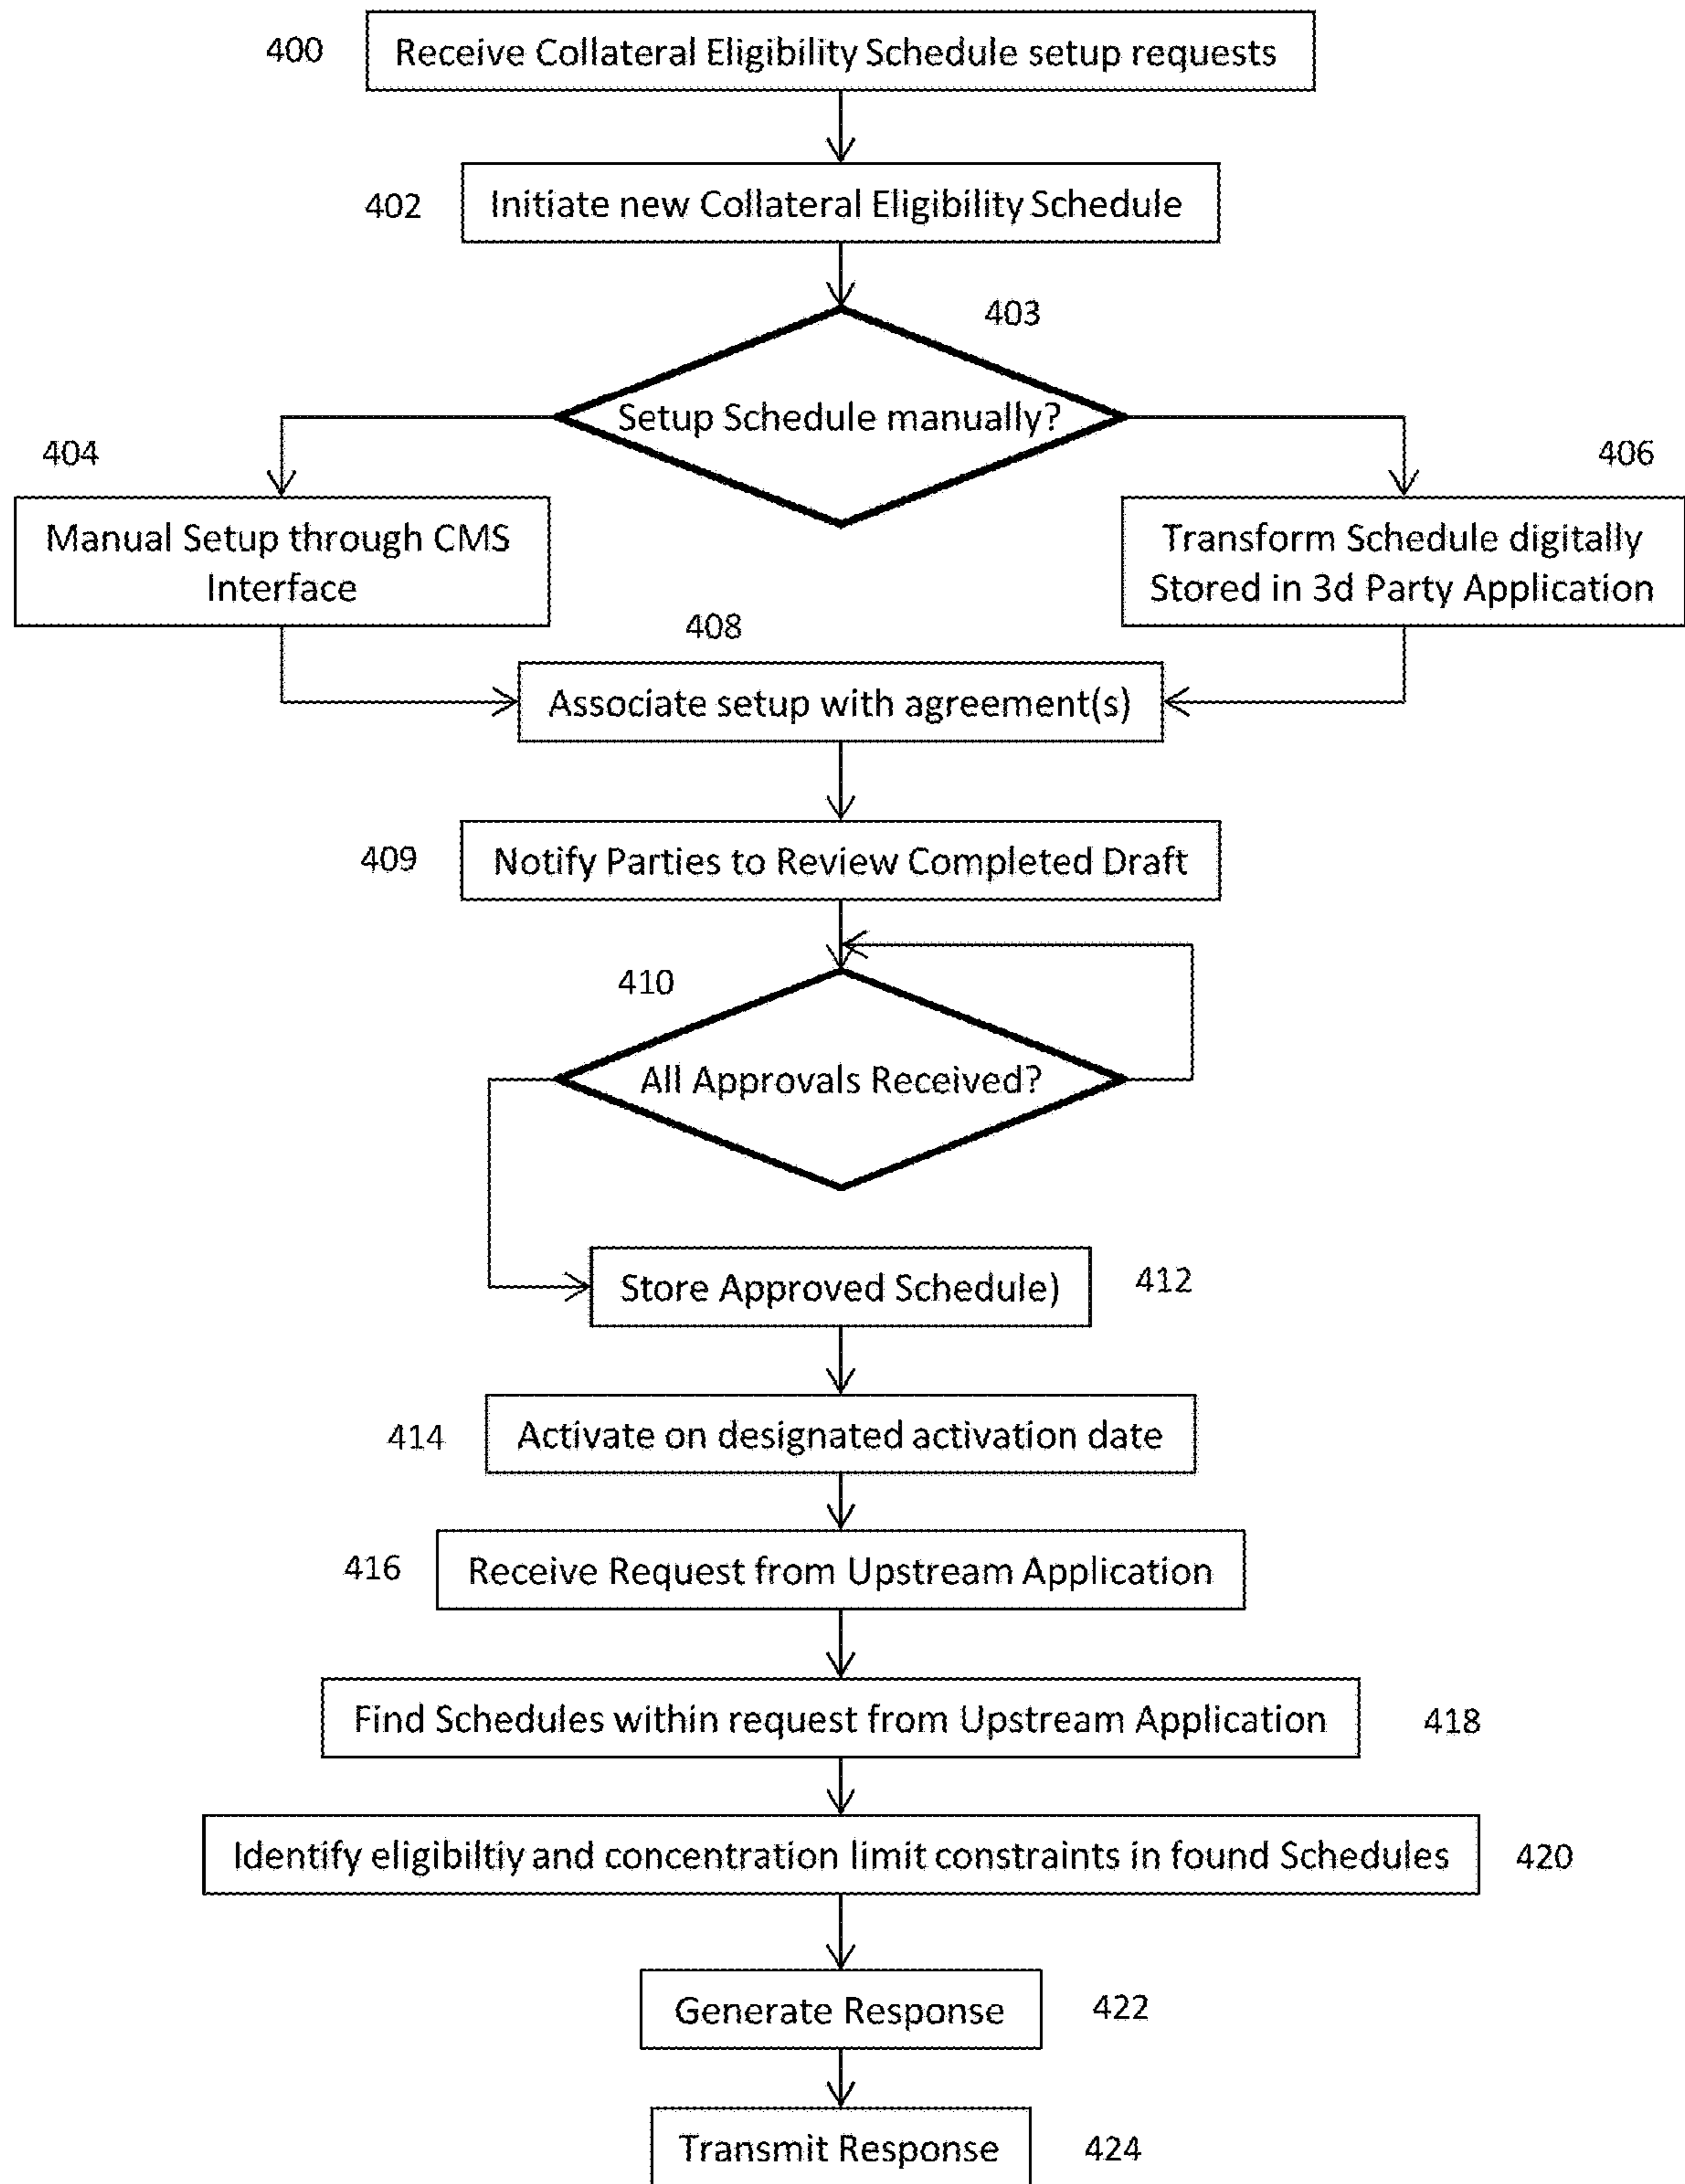 400
Receive Collateral Eligibility Schedule setup requests
402
Initiate new Collateral Eligibility Schedule
403
Setup Schedule manually?
404
Manual Setup through CMS
Interface
406
Transform Schedule digitally
Stored in 3d Party Application
408
Associate setup with agreement(s)
409
Notify Parties to Review Completed Draft
410
All Approvals Received?
Store Approved Schedule)
412
414
Activate on designated activation date
416
Receive Request from Upstream Application
Find Schedules within request from Upstream Application
418
Identify eligibiltiy and concentration limit constraints in found Schedules
420
Generate Response
422
Transmit Response
424